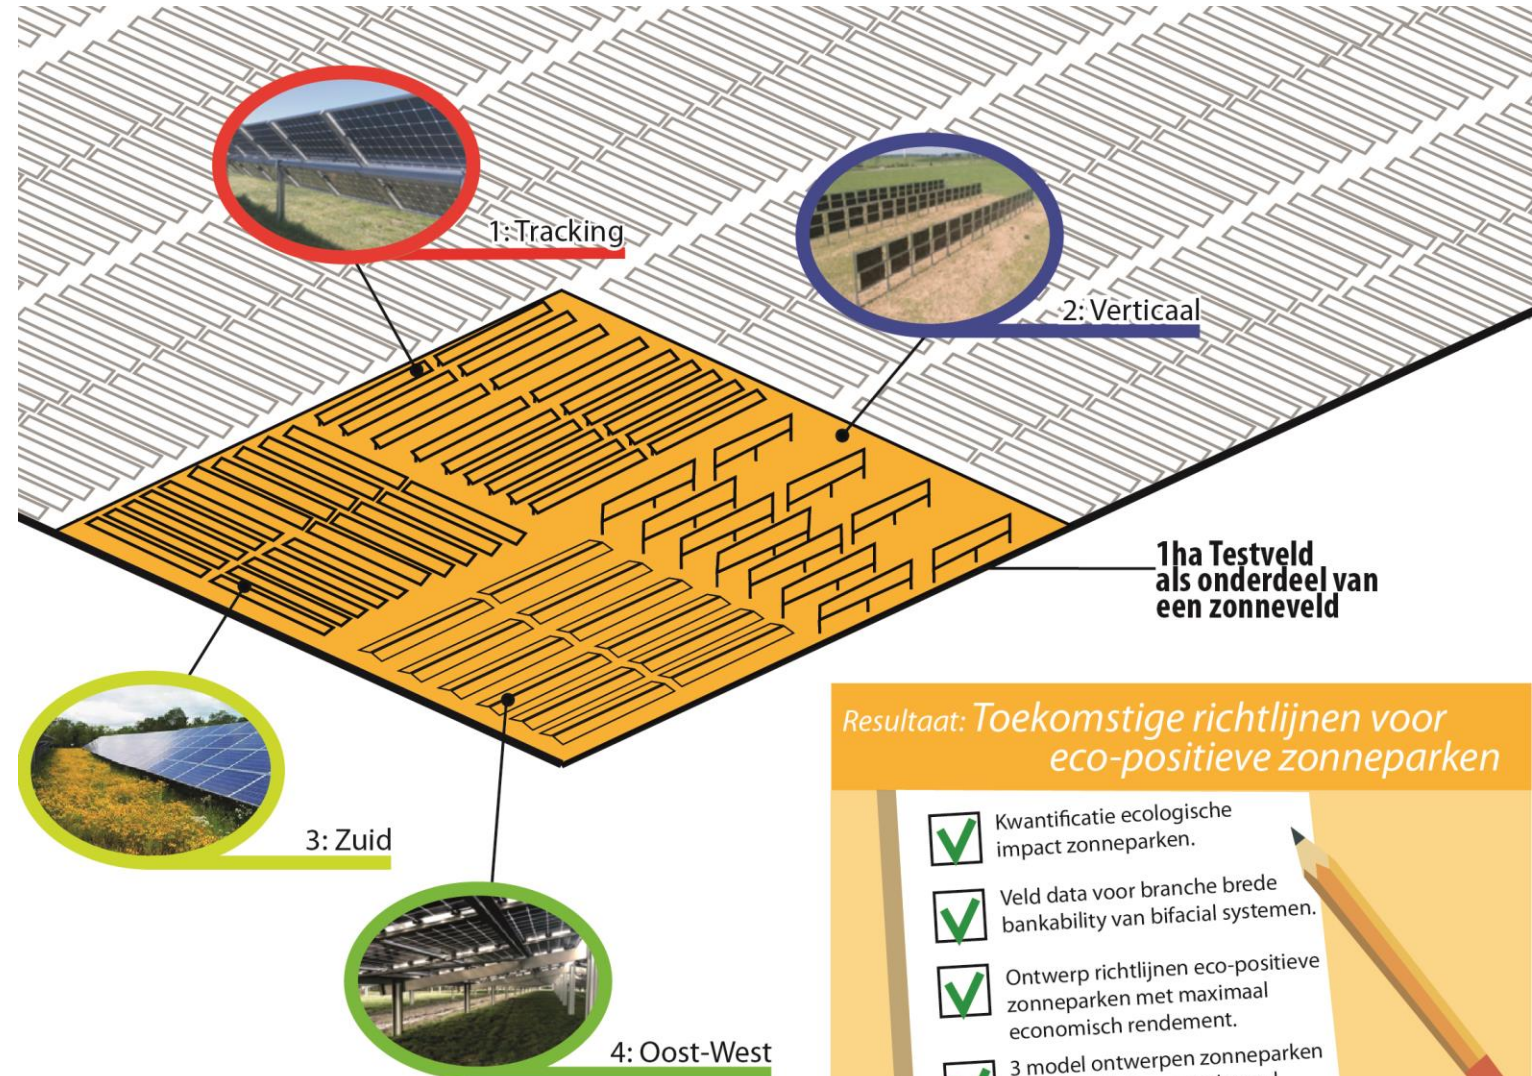 1: Tracking
2: Verticaal
1ha Testveld
als onderdeel van
een zonneveld
3: Zuid
4: Oost-West
Resultaat: Toekomstige richtlijnen voor
eco-positieve zonneparken
Kwantificatie ecologische
impact zonneparken.
Veld data voor branche brede
bankability van bifacial systemen.
Ontwerp richtlijnen eco-positieve
zonneparken met maximaal
economisch rendement.
3 model ontwerpen zonneparken